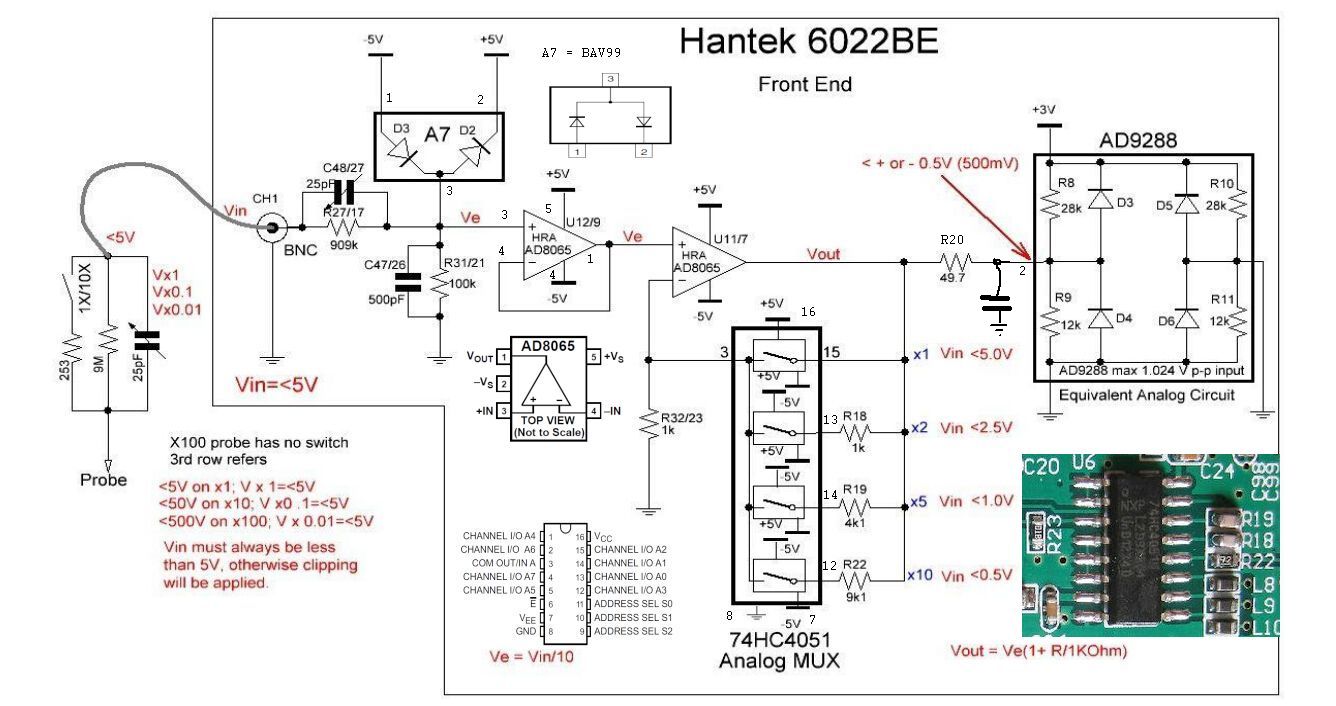 Hantek 6022BE
Front End
-5V
+5V
A7 = BAV99
3
1
2
1
2
D3
A7
D2
3
+3V
AD9288
< + or - 0.5V (500mV)
R8
28k
D3
D5
R10
28k
R9
12k
D4
D6
R11
12k
AD9288 max 1.024 V p-p input
Equivalent Analog Circuit
C48/27
25pF
R27/17
909k
CH1
BNC
Vin
<5V
Ve
3
+5V
5
U12/9
HRA
AD8065
4
4
1
-5V
Ve
+5V
U11/7
HRA
AD8065
-5V
Vout
R20
49.7
2
C47/26
500pF
R31/21
100k
1X/10X
Vx1
Vx0.1
Vx0.01
253
9M
25pF
Probe
Vin=<5V
AD8065
VOUT 1
5 +VS
−VS 2
+IN 3
4 −IN
+
−
TOP VIEW
(Not to Scale)
R32/23
1k
+5V
16
3
15
+5V
-5V
13
R18
1k
+5V
-5V
14
R19
4k1
+5V
-5V
12
R22
9k1
8
-5V
7
74HC4051
Analog MUX
x1 Vin <5.0V
x2 Vin <2.5V
x5 Vin <1.0V
x10 Vin <0.5V
X100 probe has no switch
3rd row refers
<5V on x1; V x 1=<5V
<50V on x10; V x0 .1=<5V
<500V on x100; V x 0.01=<5V
Vin must always be less
than 5V, otherwise clipping
will be applied.
CHANNEL I/O A4 1
16 VCC
CHANNEL I/O A6 2
15 CHANNEL I/O A2
COM OUT/IN A 3
14 CHANNEL I/O A1
CHANNEL I/O A7 4
13 CHANNEL I/O A0
CHANNEL I/O A5 5
12 CHANNEL I/O A3
E 6
11 ADDRESS SEL S0
VEE 7
10 ADDRESS SEL S1
GND 8
9 ADDRESS SEL S2
Ve = Vin/10
Vout = Ve(1+ R/1KOhm)
C20
U6
C24
C98
C99
R23
R19
R18
R22
L8
L9
L10